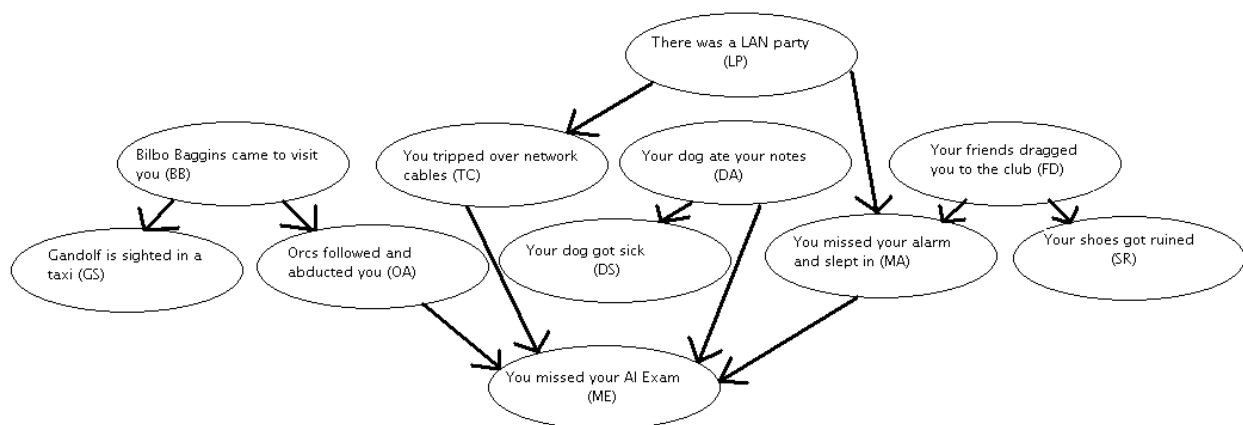 There was a LAN party
(LP)
Bilbo Baggins came to visit
you (BB)
You tripped over network
cables (TC)
Your dog ate your notes
(DA)
Your friends dragged
you to the club (FD)
Gandolf is sighted in a
taxi (GS)
Orcs followed and
abducted you (OA)
Your dog got sick
(DS)
You missed your alarm
and slept in (MA)
Your shoes got ruined
(SR)
You missed your AI Exam
(ME)